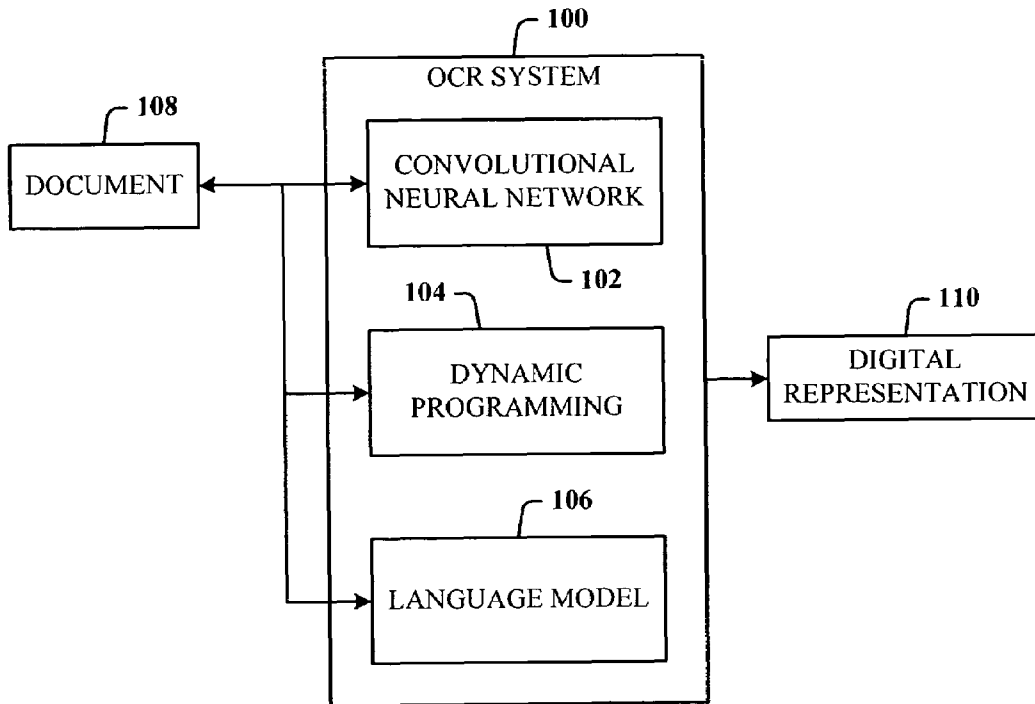 100
OCR SYSTEM
108
DOCUMENT
CONVOLUTIONAL
NEURAL NETWORK
102
104
DYNAMIC
PROGRAMMING
110
DIGITAL
REPRESENTATION
106
LANGUAGE MODEL